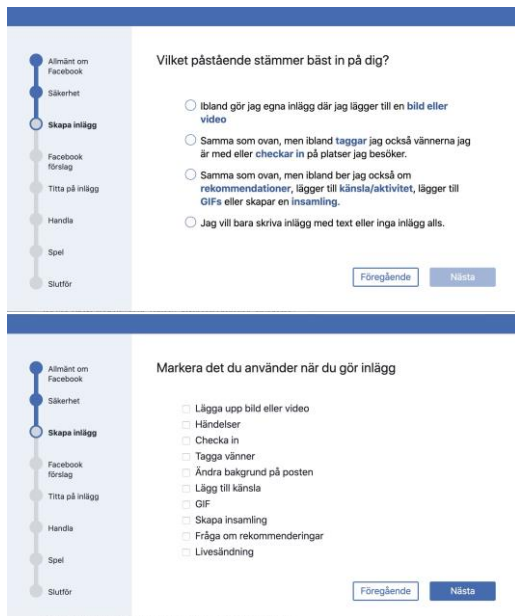 Allmänt om
Facebook
Säkerhet
Skapa inlägg
Facebook
förslag
Titta på inlägg
Handla
Spel
Slutför
Vilket påstående stämmer bäst in på dig?
Ibland gör jag egna inlägg där jag lägger till en bild eller
video
Samma som ovan, men ibland taggar jag också vännerna jag
är med eller checkar in på platser jag besöker.
Samma som ovan, men ibland ber jag också om
rekommendationer, lägger till känsla/aktivitet, lägger till
GIFs eller skapar en insamling.
Jag vill bara skriva inlägg med text eller inga inlägg alls.
Föregående
Nästa
Allmänt om
Facebook
Säkerhet
Skapa inlägg
Facebook
förslag
Titta på inlägg
Handla
Spel
Slutför
Markera det du använder när du gör inlägg
Lägga upp bild eller video
Händelser
Checka in
Tagga vänner
Ändra bakgrund på posten
Lägg till känsla
GIF
Skapa insamling
Fråga om rekommenderingar
Livesändning
Föregående
Nästa